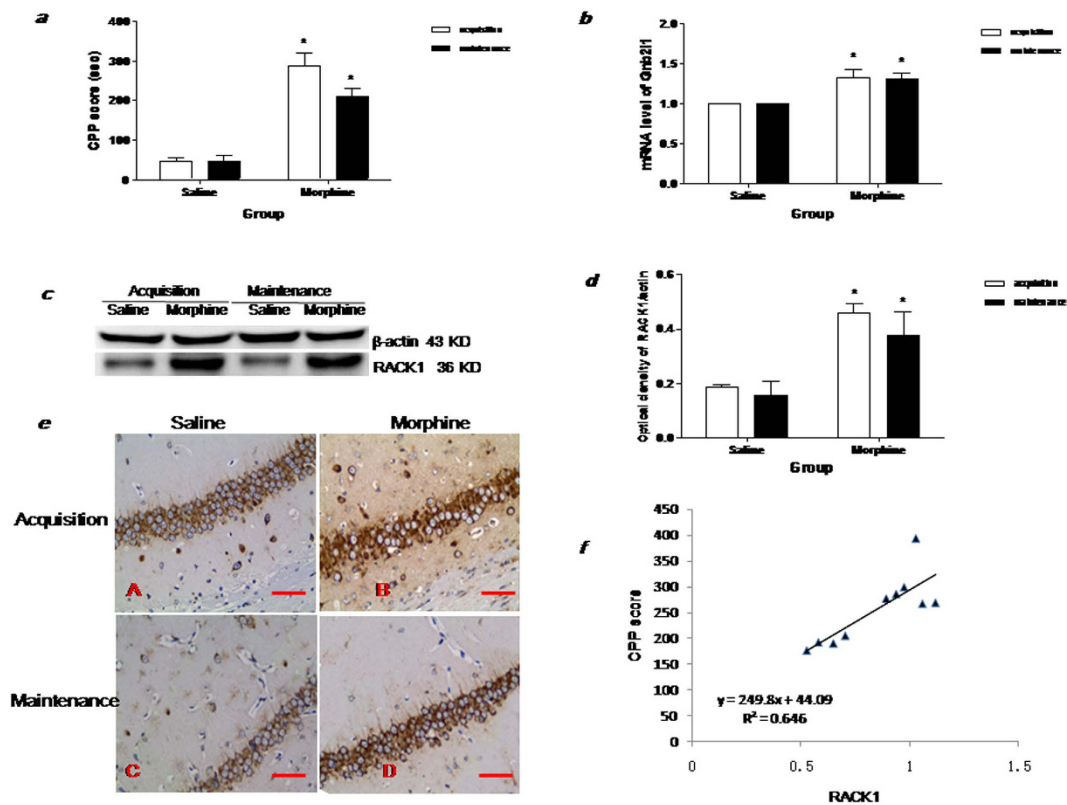 a
400
300
200
100
0
CPP score (sec)
*
*
Saline
Morphine
Group
acquisition
maintenance
b
2.0
1.5
1.0
0.5
0.0
mRNA level of Gnb2l1
*
*
Saline
Morphine
Group
acquisition
maintenance
c
Acquisition Maintenance
Saline Morphine Saline Morphine
β-actin 43 KD
RACK1 36 KD
d
0.6
0.4
0.2
0.0
Optical density of RACK1/actin
*
*
Saline
Morphine
Group
acquisition
maintenance
e
Saline Morphine
Acquisition
A
B
Maintenance
C
D
f
450
400
350
300
250
200
150
100
50
0
CPP score
y = 249.8x + 44.09
R² = 0.646
0 0.5 1 1.5
RACK1